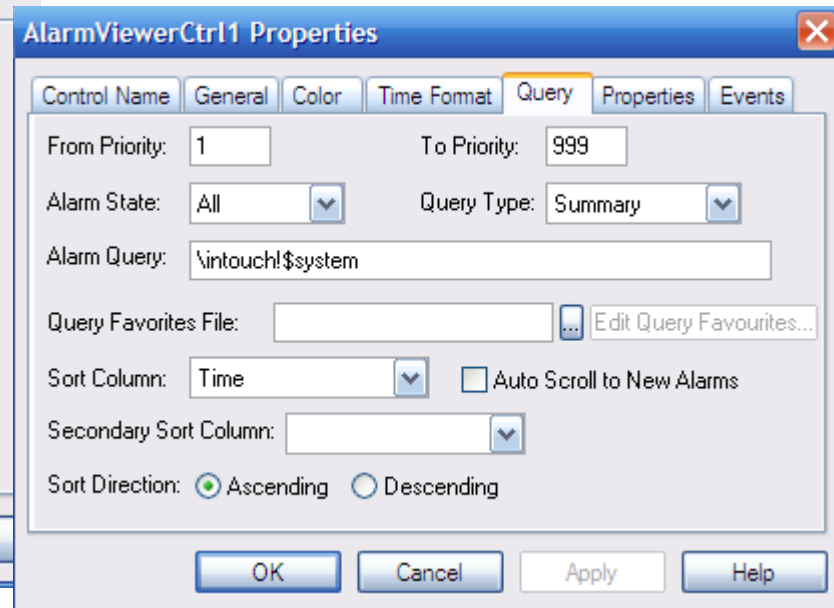 AlarmViewerCtrl1 Properties
Control Name General Color Time Format Query Properties Events
From Priority: 1 To Priority: 999
Alarm State: All Query Type: Summary
Alarm Query: \intouch!$system
Query Favorites File: ... Edit Query Favourites...
Sort Column: Time Auto Scroll to New Alarms
Secondary Sort Column:
Sort Direction: Ascending Descending
OK Cancel Apply Help